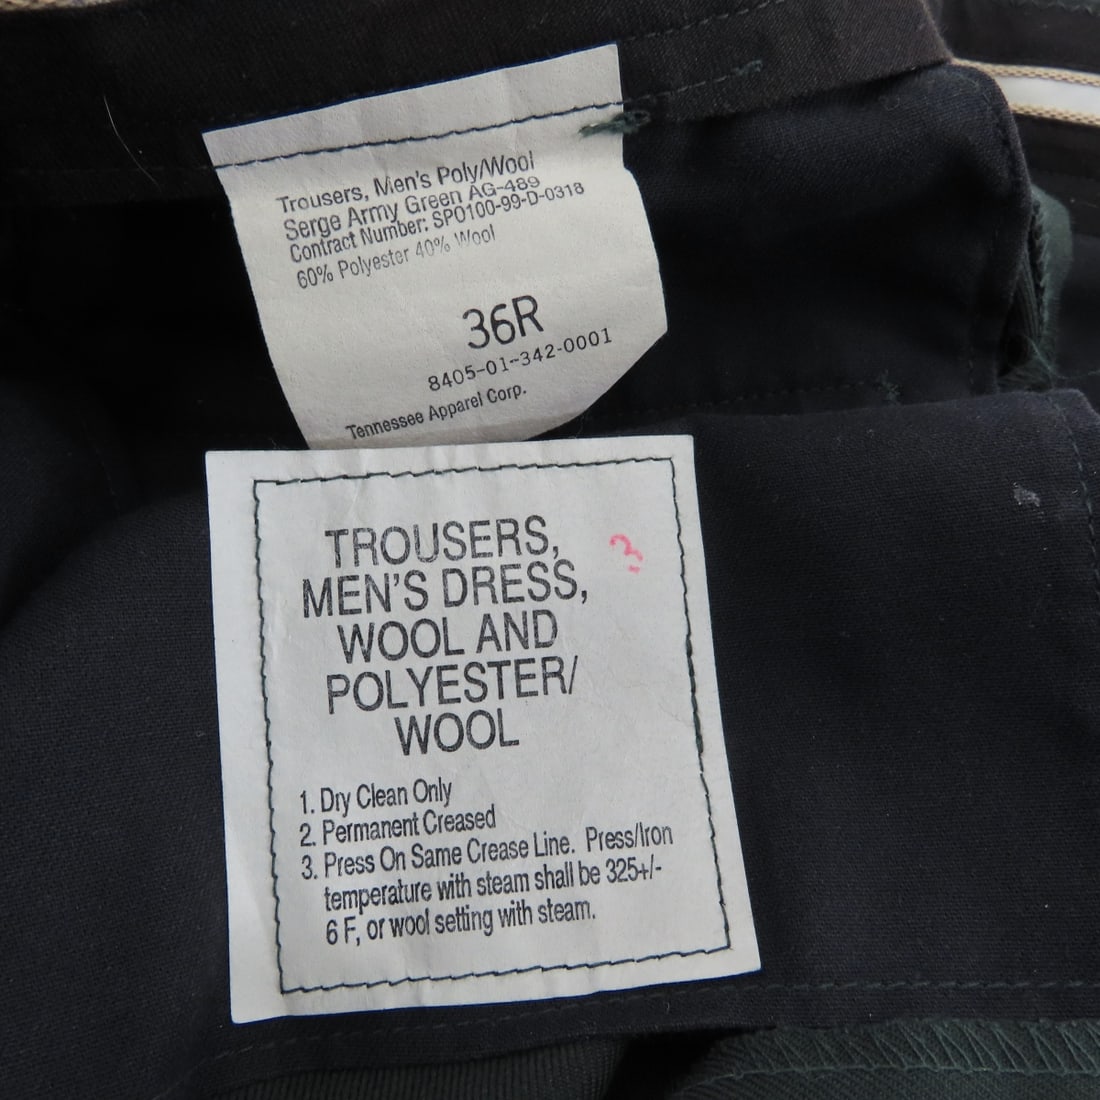 Trousers, Men's Poly/Wool
Serge Army Green AG-489
Contract Number: SPO100-99-D-0318
60% Polyester 40% Wool
36R
8405-01-342-0001
Tennessee Apparel Corp.
TROUSERS,
MEN'S DRESS,
WOOL AND
POLYESTER/
WOOL
3
1. Dry Clean Only
2. Permanent Creased
3. Press On Same Crease Line. Press/Iron
temperature with steam shall be 325+/-
6 F, or wool setting with steam.